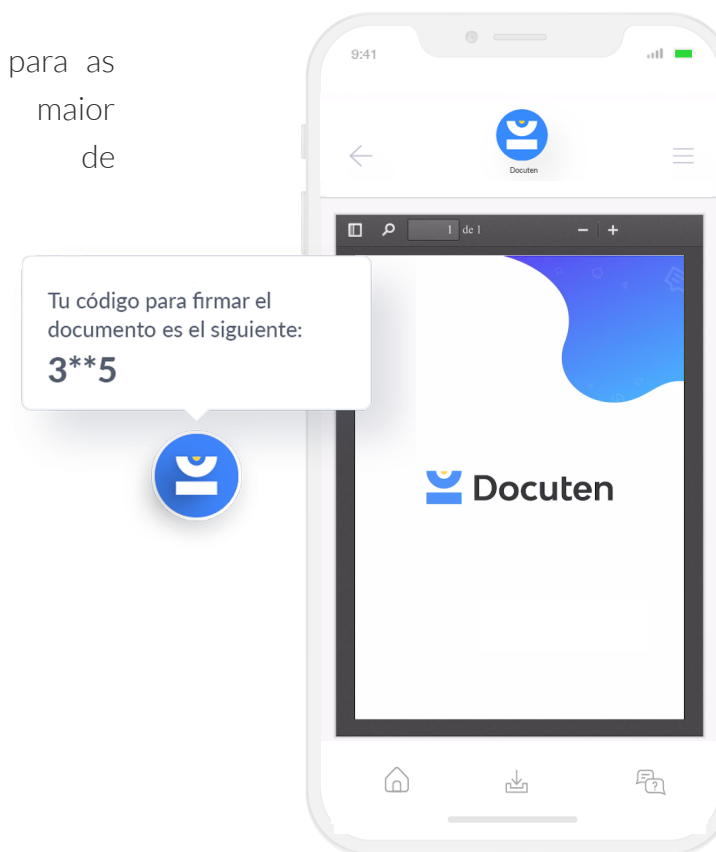 para as
maior
de
9:41
Docuten
1 de 1
Tu código para firmar el
documento es el siguiente:
3**5
Docuten